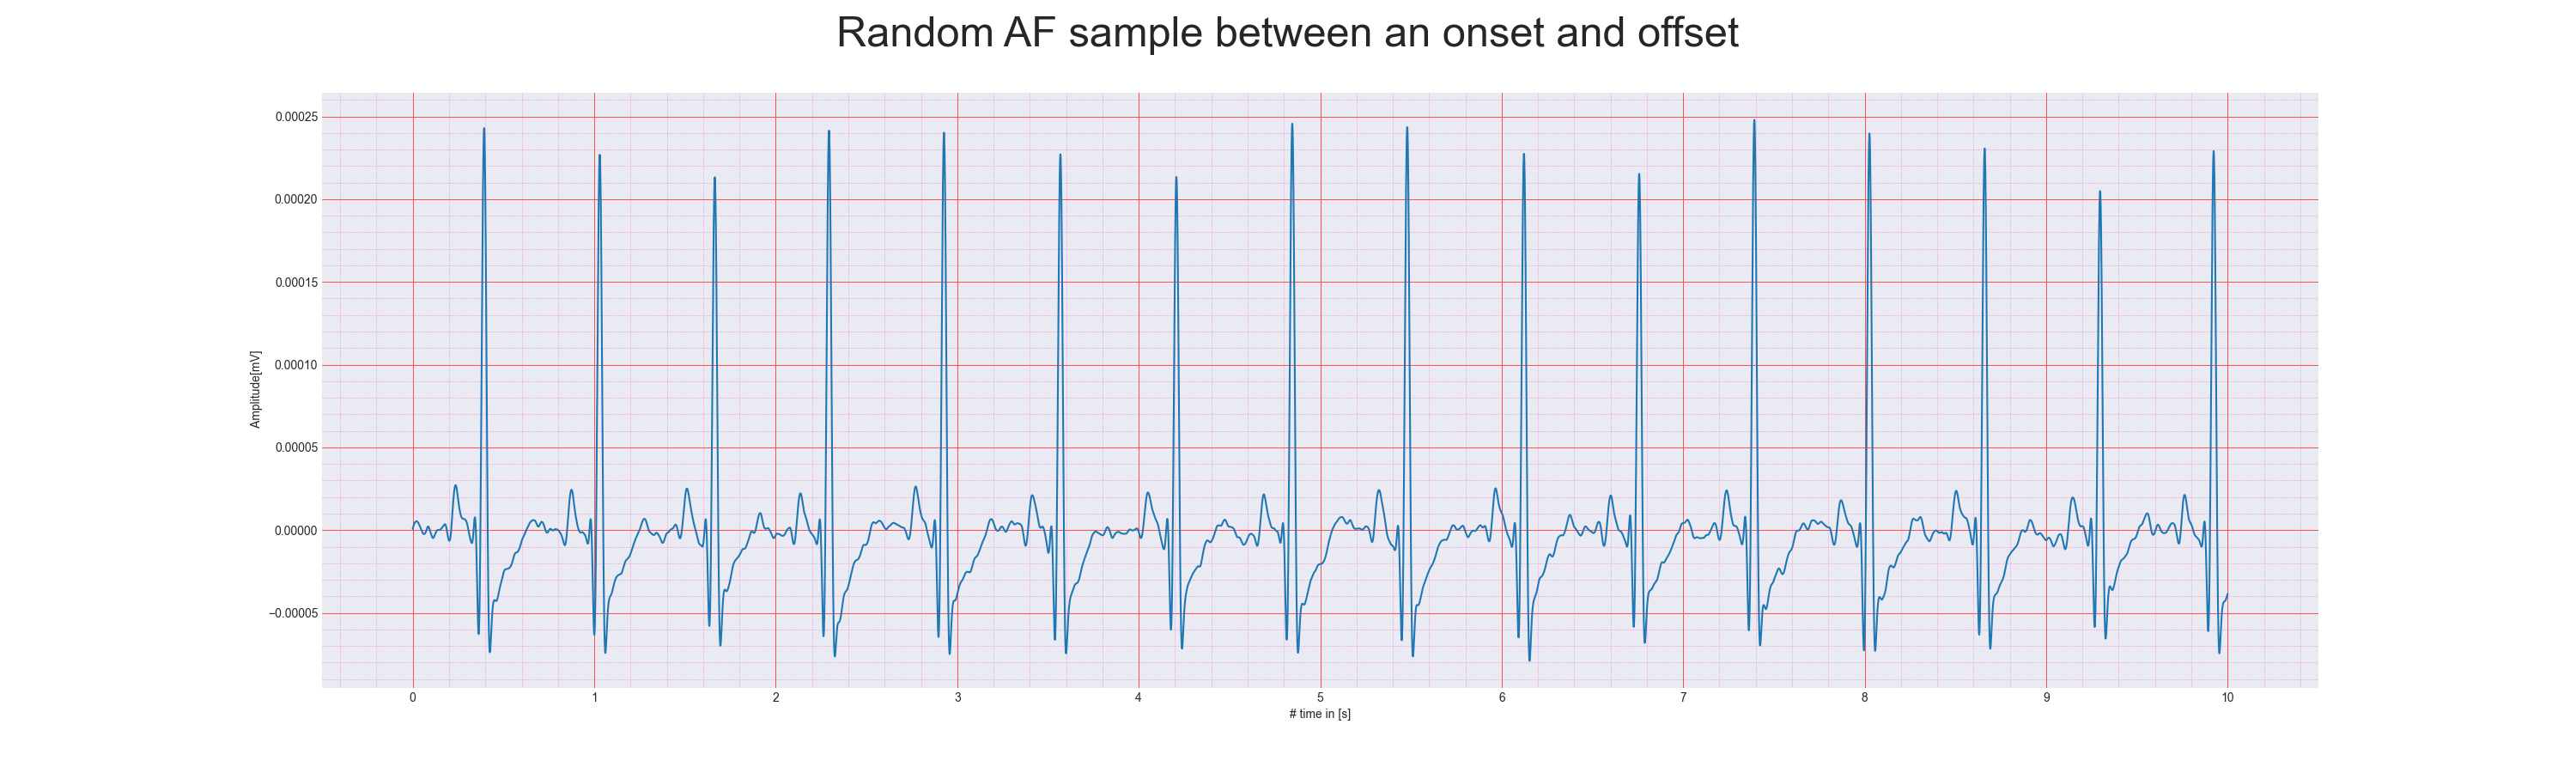 Random AF sample between an onset and offset
0.00025
0.00020
0.00015
0.00010
0.00005
0.00000
−0.00005
Amplitude[mV]
0 1 2 3 4 5 6 7 8 9 10
# time in [s]